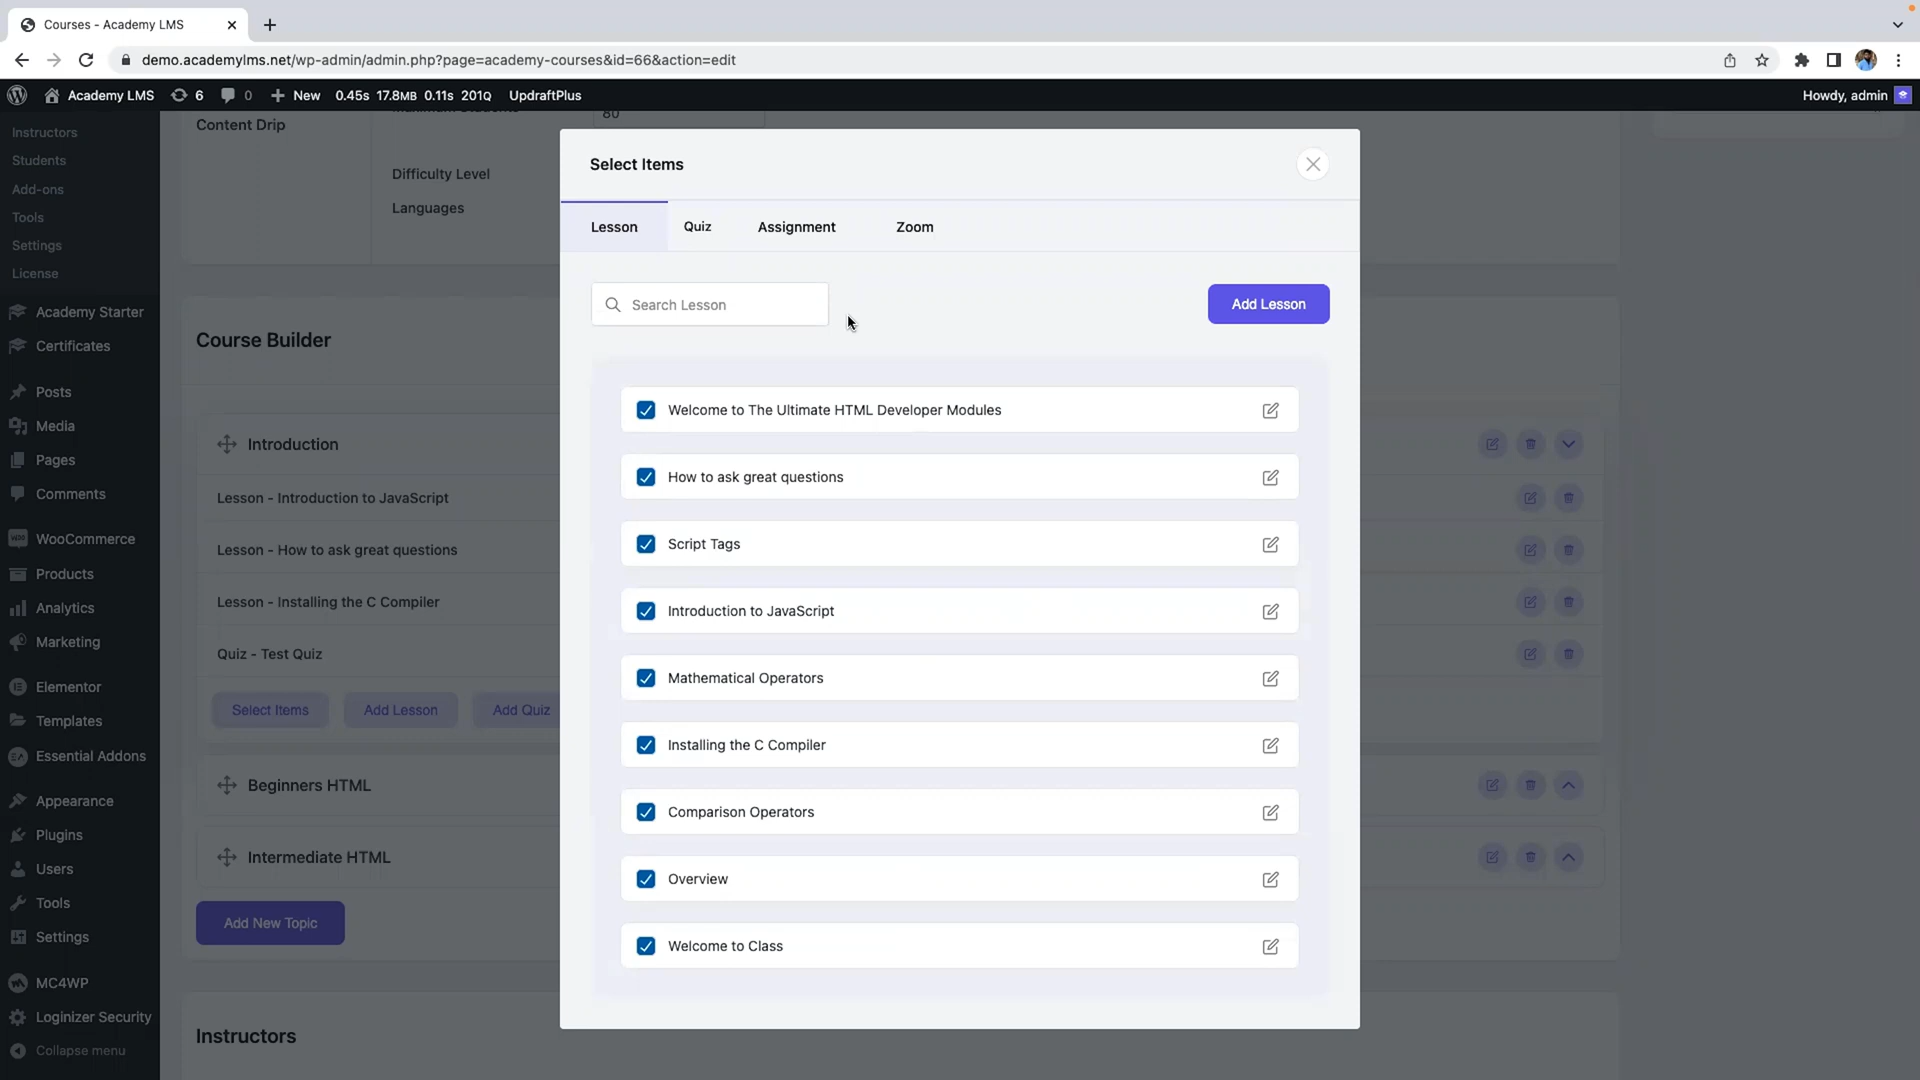 Courses - Academy LMS
demo.academylms.net/wp-admin/admin.php?page=academy-courses&id=66&action=edit
Academy LMS 6 0 New 0.45s 17.8MB 0.11s 201Q UpdraftPlus Howdy, admin
Instructors
Students
Add-ons
Tools
Settings
License
Academy Starter
Certificates
Posts
Media
Pages
Comments
WooCommerce
Products
Analytics
Marketing
Elementor
Templates
Essential Addons
Appearance
Plugins
Users
Tools
Settings
MC4WP
Loginizer Security
Collapse menu
Content Drip
80
Difficulty Level
Languages
Course Builder
Introduction
Lesson - Introduction to JavaScript
Lesson - How to ask great questions
Lesson - Installing the C Compiler
Quiz - Test Quiz
Select Items Add Lesson Add Quiz
Beginners HTML
Intermediate HTML
Add New Topic
Instructors
Select Items
Lesson Quiz Assignment Zoom
Search Lesson
Add Lesson
Welcome to The Ultimate HTML Developer Modules
How to ask great questions
Script Tags
Introduction to JavaScript
Mathematical Operators
Installing the C Compiler
Comparison Operators
Overview
Welcome to Class